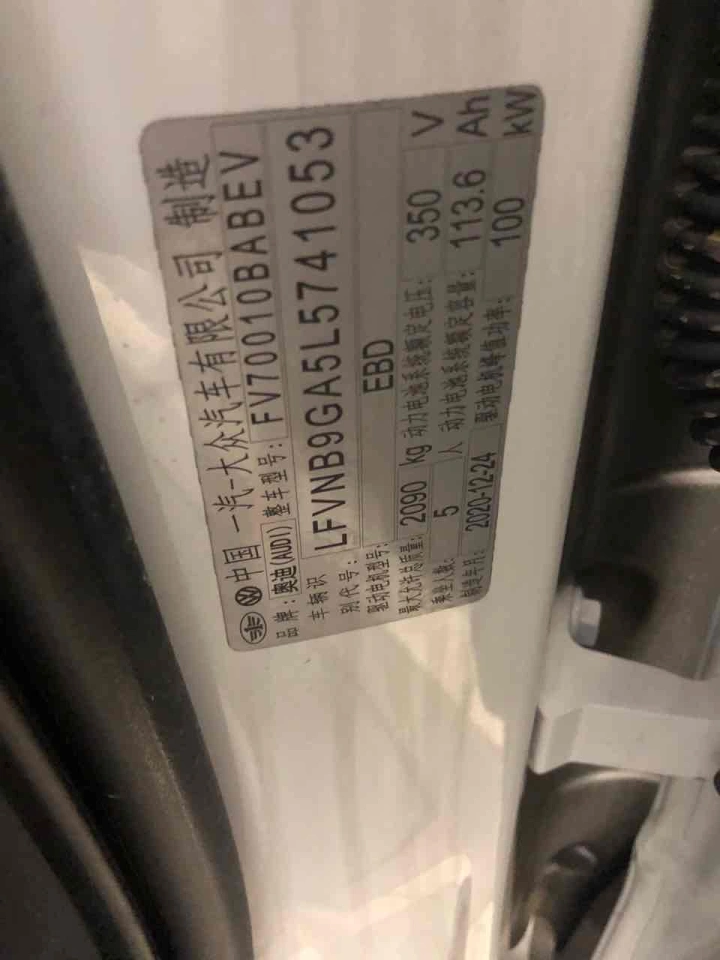 中国 一汽-大众汽车有限公司 制造
品牌：奥迪(AUDI) 整车型号：FV70010BABEV
车辆识别代号：LFVNB9GA5L5741053
驱动电机型号：EBD
最大允许总质量：2090 kg 动力电池系统额定电压：350 V
乘坐人数：5 人 动力电池系统额定容量：113.6 Ah
制造年月：2020-12-24 驱动电机峰值功率：100 kW